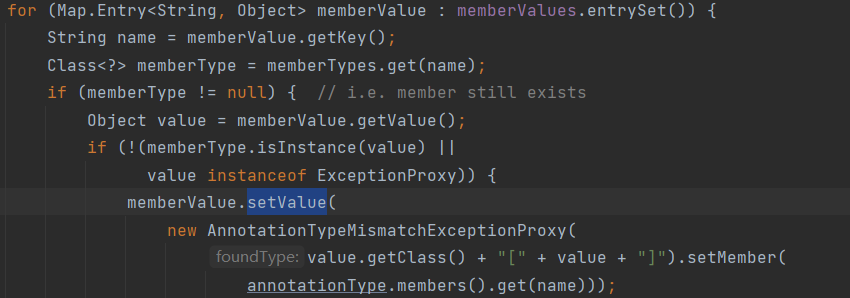 for (Map.Entry<String, Object> memberValue : memberValues.entrySet()) {
String name = memberValue.getKey();
Class<?> memberType = memberTypes.get(name);
if (memberType != null) {  // i.e. member still exists
Object value = memberValue.getValue();
if (!(memberType.isInstance(value) ||
value instanceof ExceptionProxy)) {
memberValue.setValue(
new AnnotationTypeMismatchExceptionProxy(
foundType: value.getClass() + "[" + value + "]").setMember(
annotationType.members().get(name)));